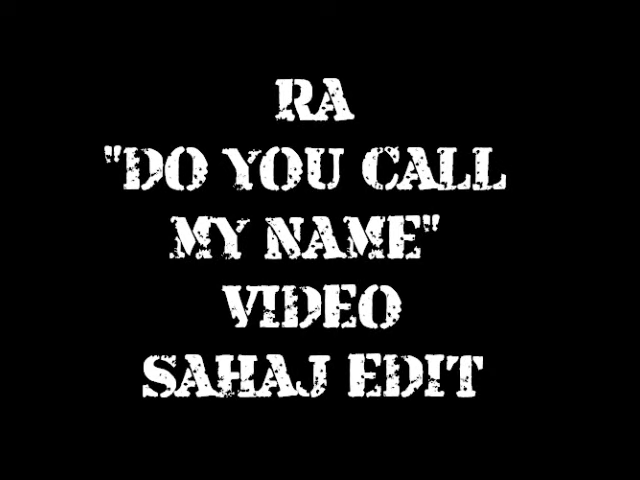 RA
"DO YOU CALL
MY NAME"
VIDEO
SAHAJ EDIT